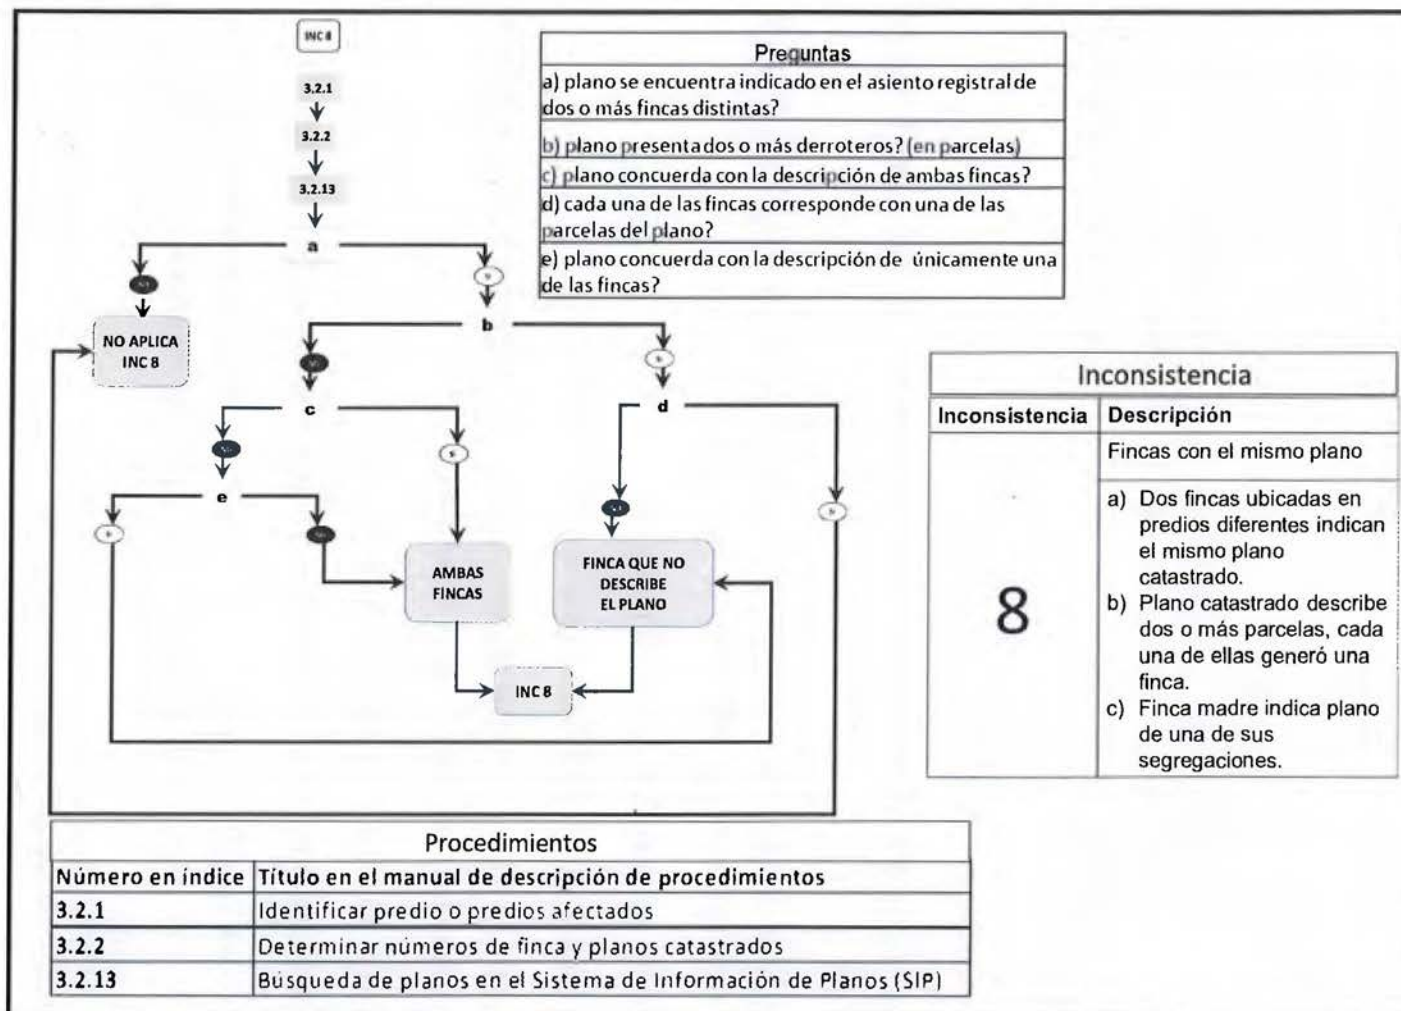 INC 8
3.2.1
3.2.2
3.2.13
Preguntas
a) plano se encuentra indicado en el asiento registral de
dos o más fincas distintas?
b) plano presentados o más derroteros? (en parcelas)
c) plano concuerda con la descripción de ambas fincas?
d) cada una de las fincas corresponde con una de las
parcelas del plano?
e) plano concuerda con la descripción de únicamente una
de las fincas?
a
b
NO APLICA
INC 8
c
d
e
AMBAS
FINCAS
FINCA QUE NO
DESCRIBE
EL PLANO
INC 8
Inconsistencia
Inconsistencia Descripción
Fincas con el mismo plano
8
a) Dos fincas ubicadas en
predios diferentes indican
el mismo plano
catastrado.
b) Plano catastrado describe
dos o más parcelas, cada
una de ellas generó una
finca.
c) Finca madre indica plano
de una de sus
segregaciones.
Procedimientos
Número en índice Título en el manual de descripción de procedimientos
3.2.1 Identificar predio o predios afectados
3.2.2 Determinar números de finca y planos catastrados
3.2.13 Búsqueda de planos en el Sistema de Información de Planos (SIP)